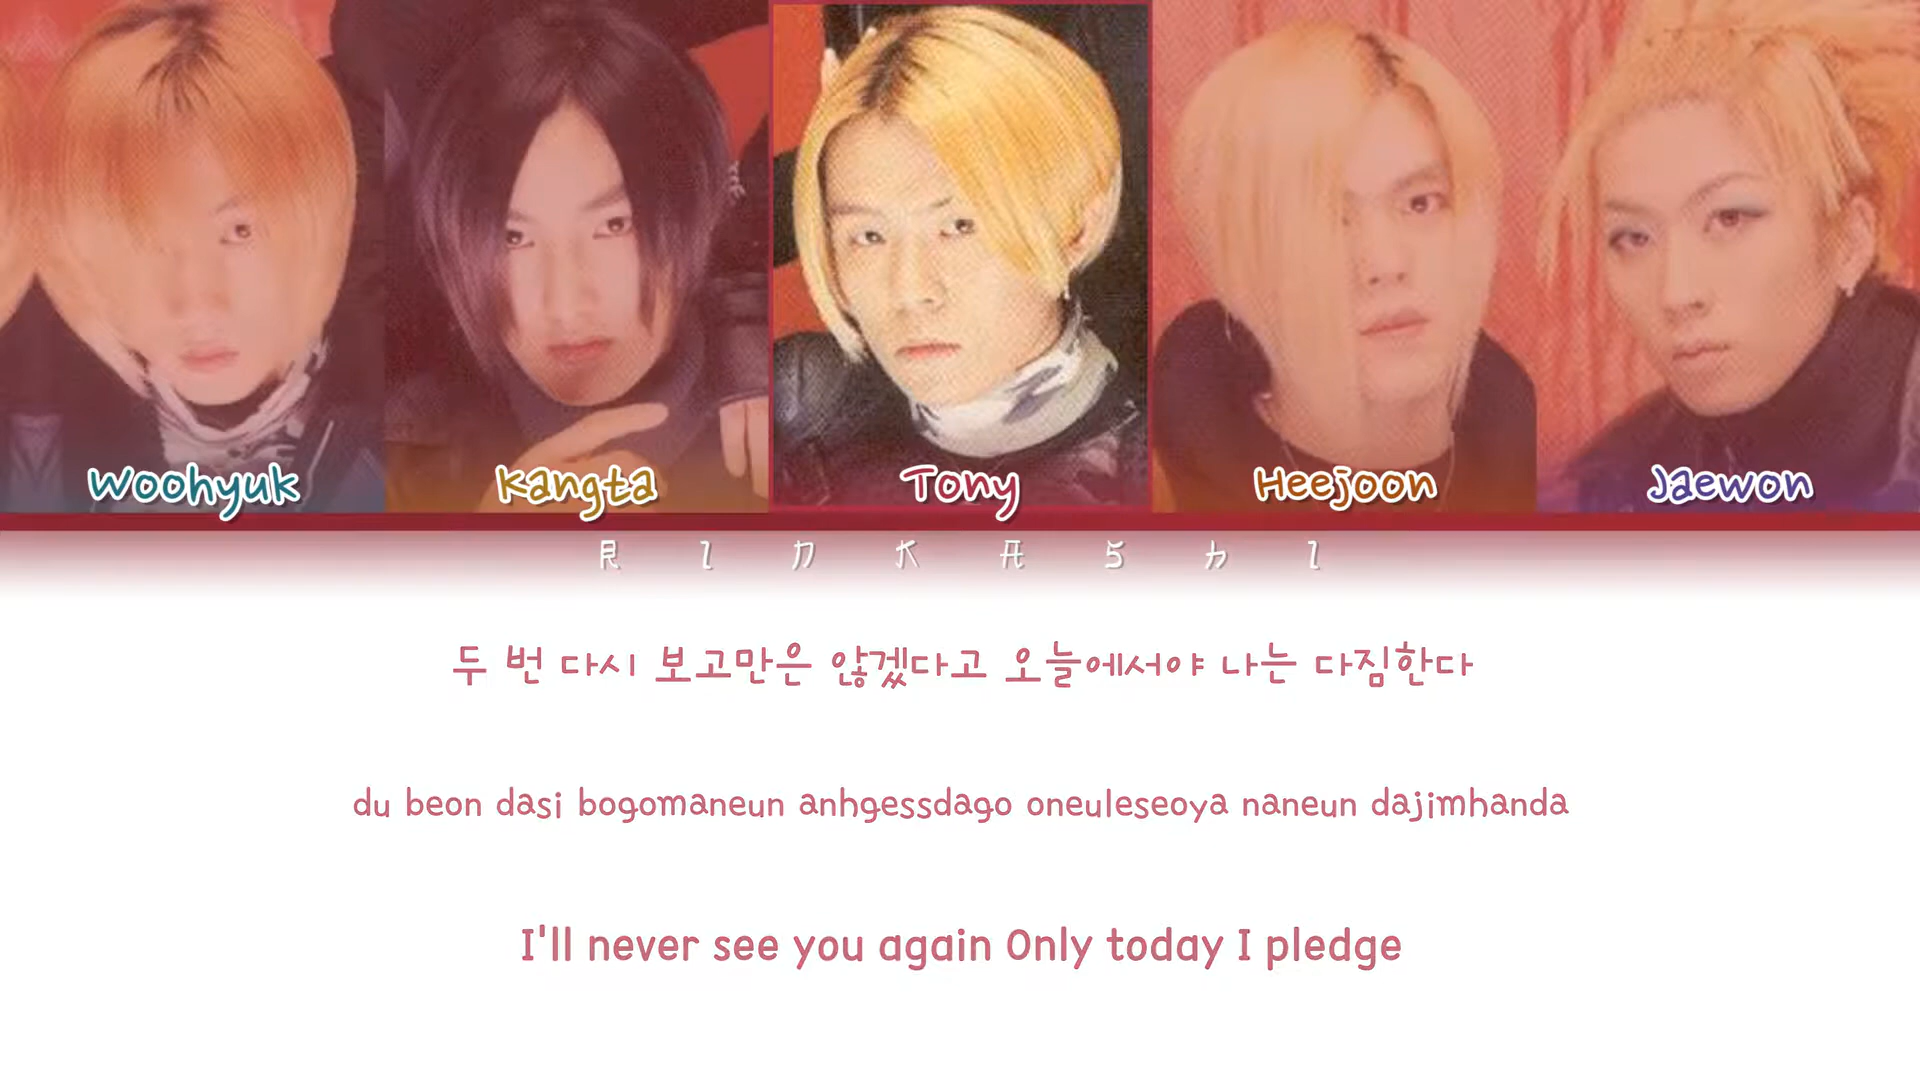 Woohyuk Kangta Tony Heejoon Jaewon
RINKASHI
두 번 다시 보고만은 않겠다고 오늘에서야 나는 다짐한다
du beon dasi bogomaneun anhgessdago oneuleseoya naneun dajimhanda
I'll never see you again Only today I pledge